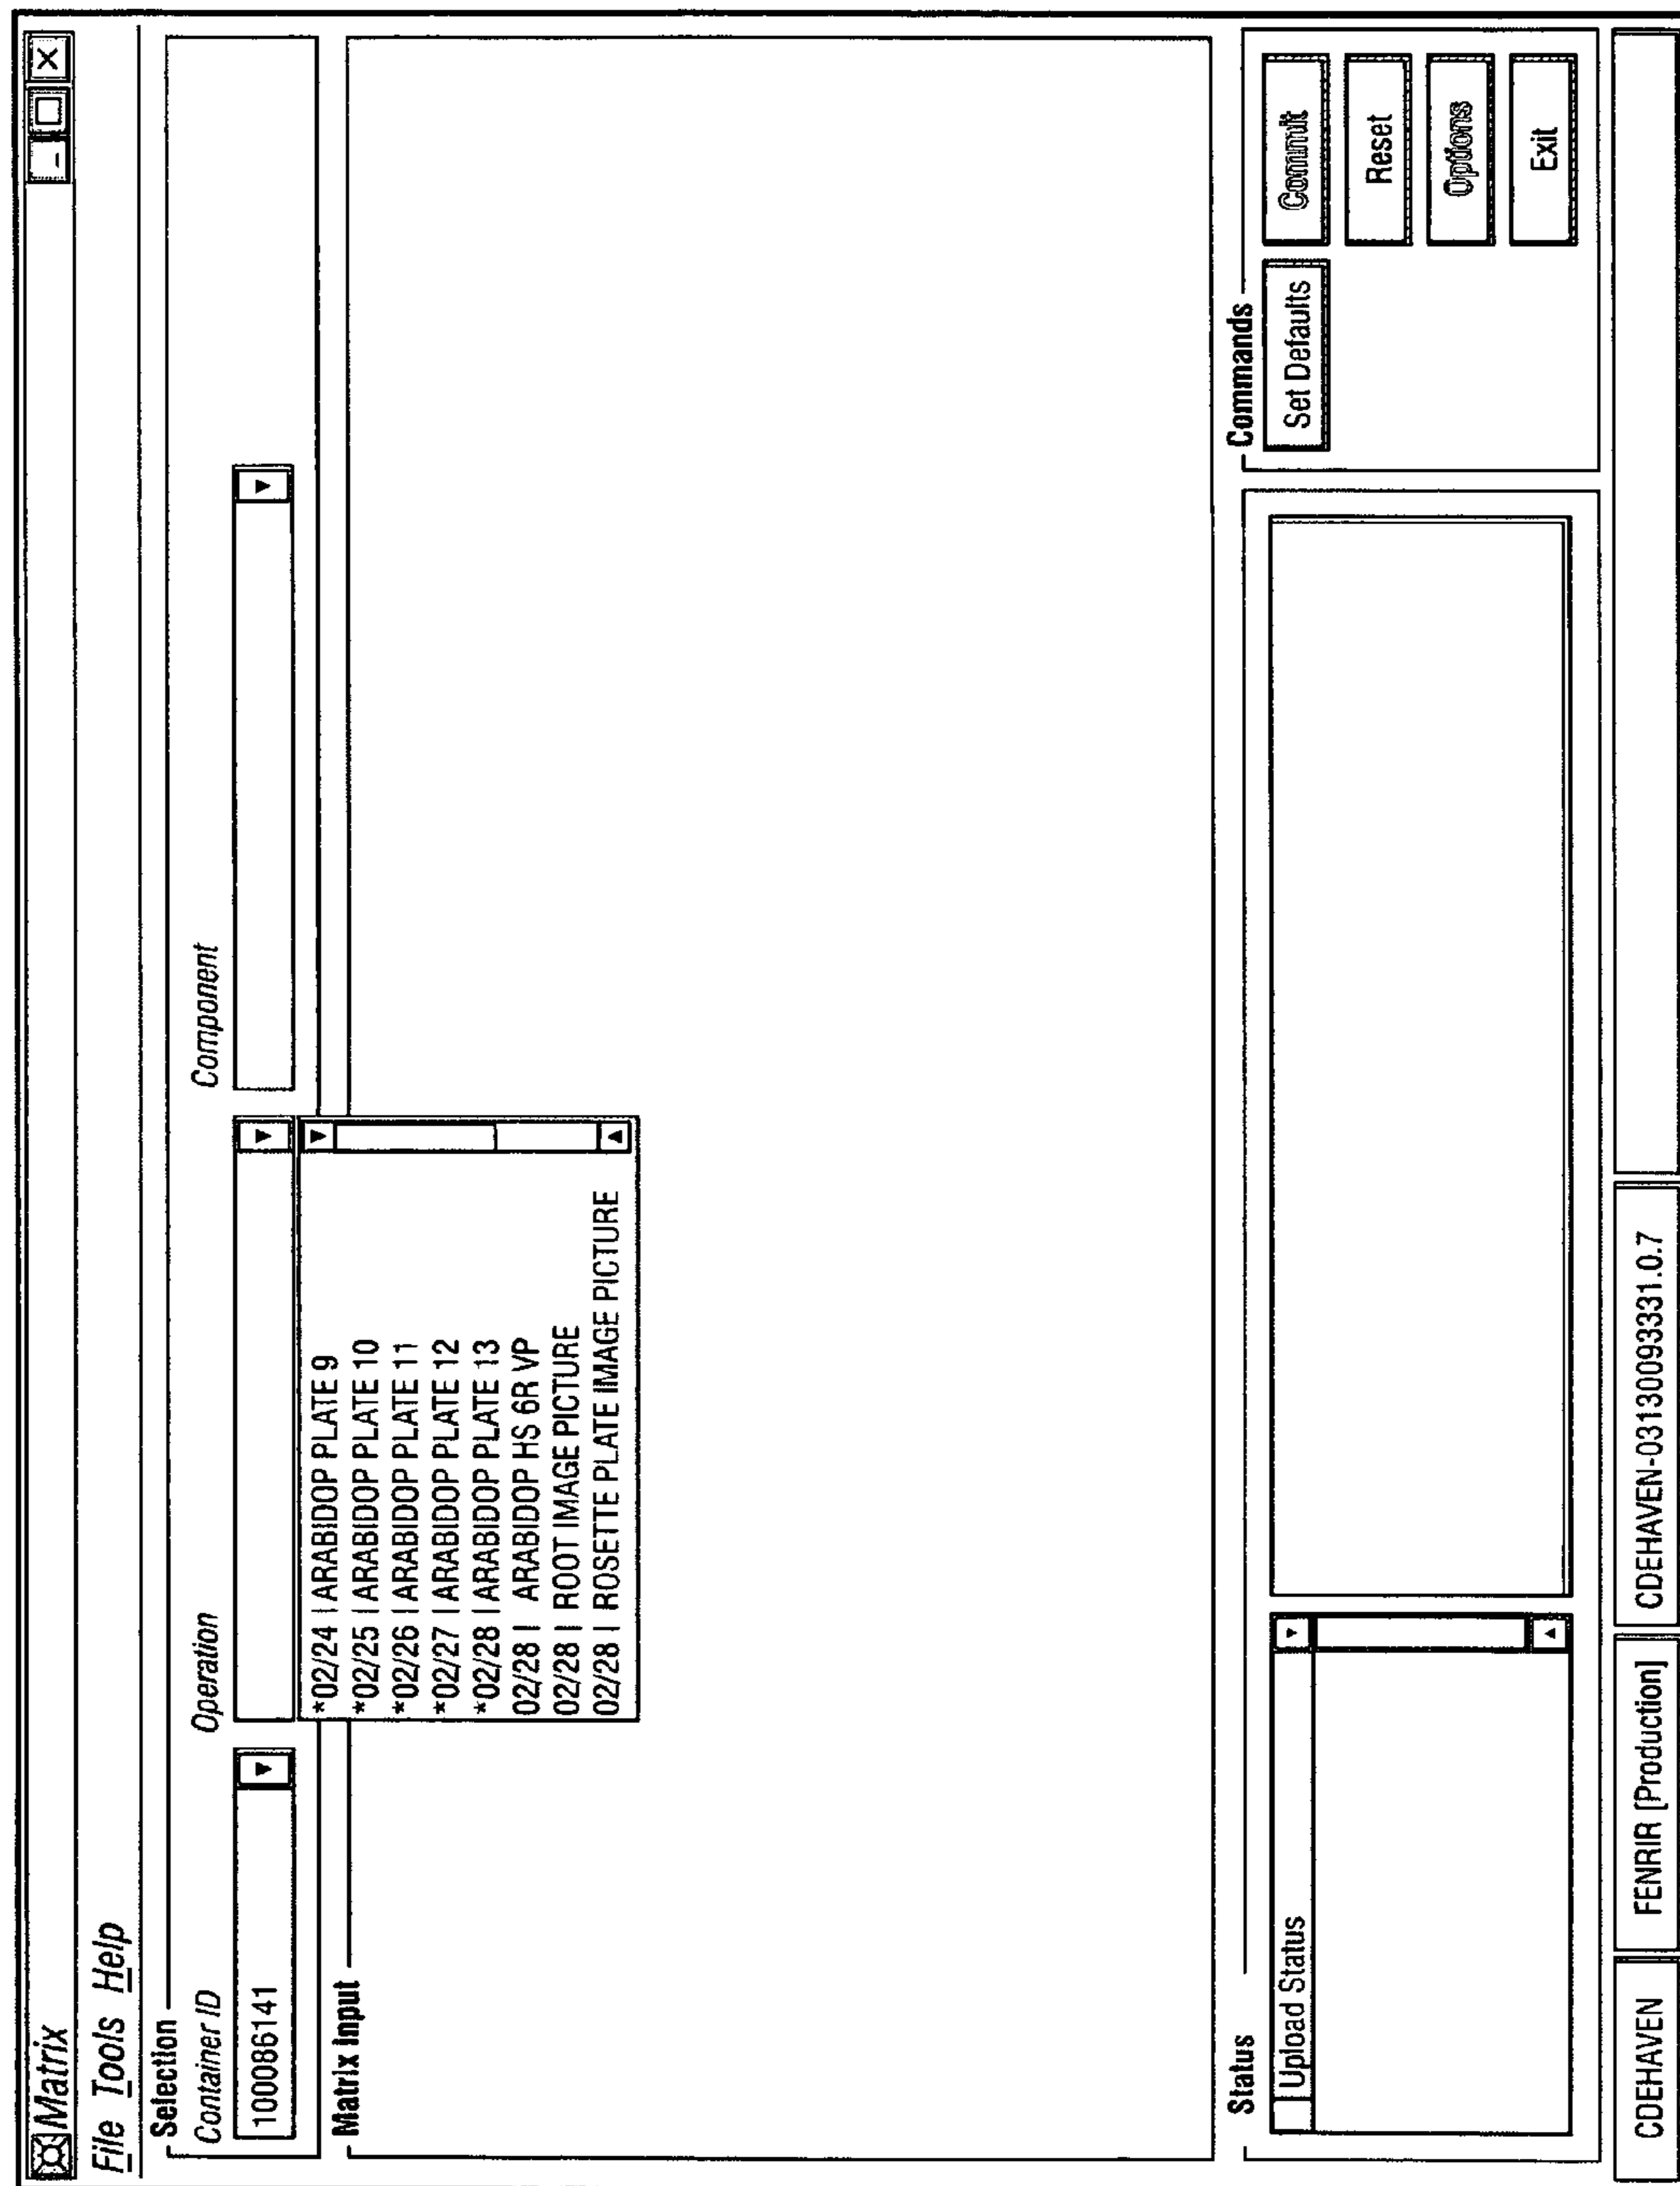 Matrix
File Tools Help
Selection
Container ID
Operation
Component
100086141
*02/24 | ARABIDOP PLATE 9
*02/25 | ARABIDOP PLATE 10
*02/26 | ARABIDOP PLATE 11
*02/27 | ARABIDOP PLATE 12
*02/28 | ARABIDOP PLATE 13
02/28 | ARABIDOP HS 6R VP
02/28 | ROOT IMAGE PICTURE
02/28 | ROSETTE PLATE IMAGE PICTURE
Matrix Input
Status
Upload Status
Commands
Set Defaults
Commit
Reset
Options
Exit
CDEHAVEN
FENRIR [Production]
CDEHAVEN-0313009333​1.0.7